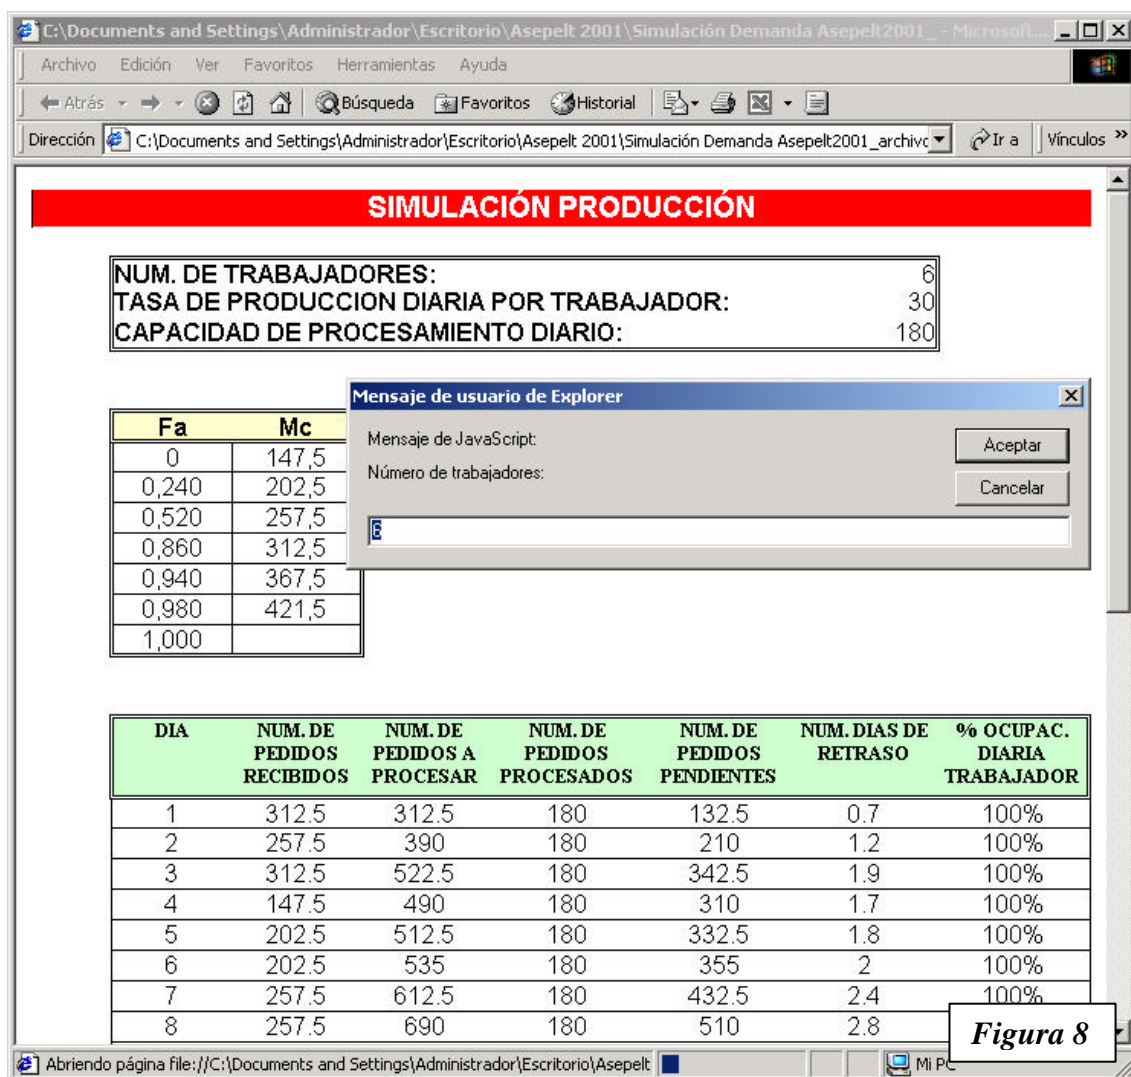 C:\Documents and Settings\Administrador\Escritorio\Asepelt 2001\Simulación Demanda Asepelt2001_ - Microsoft...
Archivo Edición Ver Favoritos Herramientas Ayuda
Atrás Búsqueda Favoritos Historial
Dirección C:\Documents and Settings\Administrador\Escritorio\Asepelt 2001\Simulación Demanda Asepelt2001_archivo Ir a Vínculos »
SIMULACIÓN PRODUCCIÓN
NUM. DE TRABAJADORES: 6
TASA DE PRODUCCION DIARIA POR TRABAJADOR: 30
CAPACIDAD DE PROCESAMIENTO DIARIO: 180
Mensaje de usuario de Explorer
Mensaje de JavaScript:
Número de trabajadores:
Aceptar
Cancelar
6
Fa Mc
0 147,5
0,240 202,5
0,520 257,5
0,860 312,5
0,940 367,5
0,980 421,5
1,000
DIA NUM. DE NUM. DE NUM. DE NUM. DE NUM. DIAS DE % OCUPAC.
PEDIDOS PEDIDOS A PEDIDOS PEDIDOS RETRASO DIARIA
RECIBIDOS PROCESAR PROCESADOS PENDIENTES TRABAJADOR
1 312.5 312.5 180 132.5 0.7 100%
2 257.5 390 180 210 1.2 100%
3 312.5 522.5 180 342.5 1.9 100%
4 147.5 490 180 310 1.7 100%
5 202.5 512.5 180 332.5 1.8 100%
6 202.5 535 180 355 2 100%
7 257.5 612.5 180 432.5 2.4 100%
8 257.5 690 180 510 2.8
Figura 8
Abriendo página file://C:\Documents and Settings\Administrador\Escritorio\Asepelt Mi PC